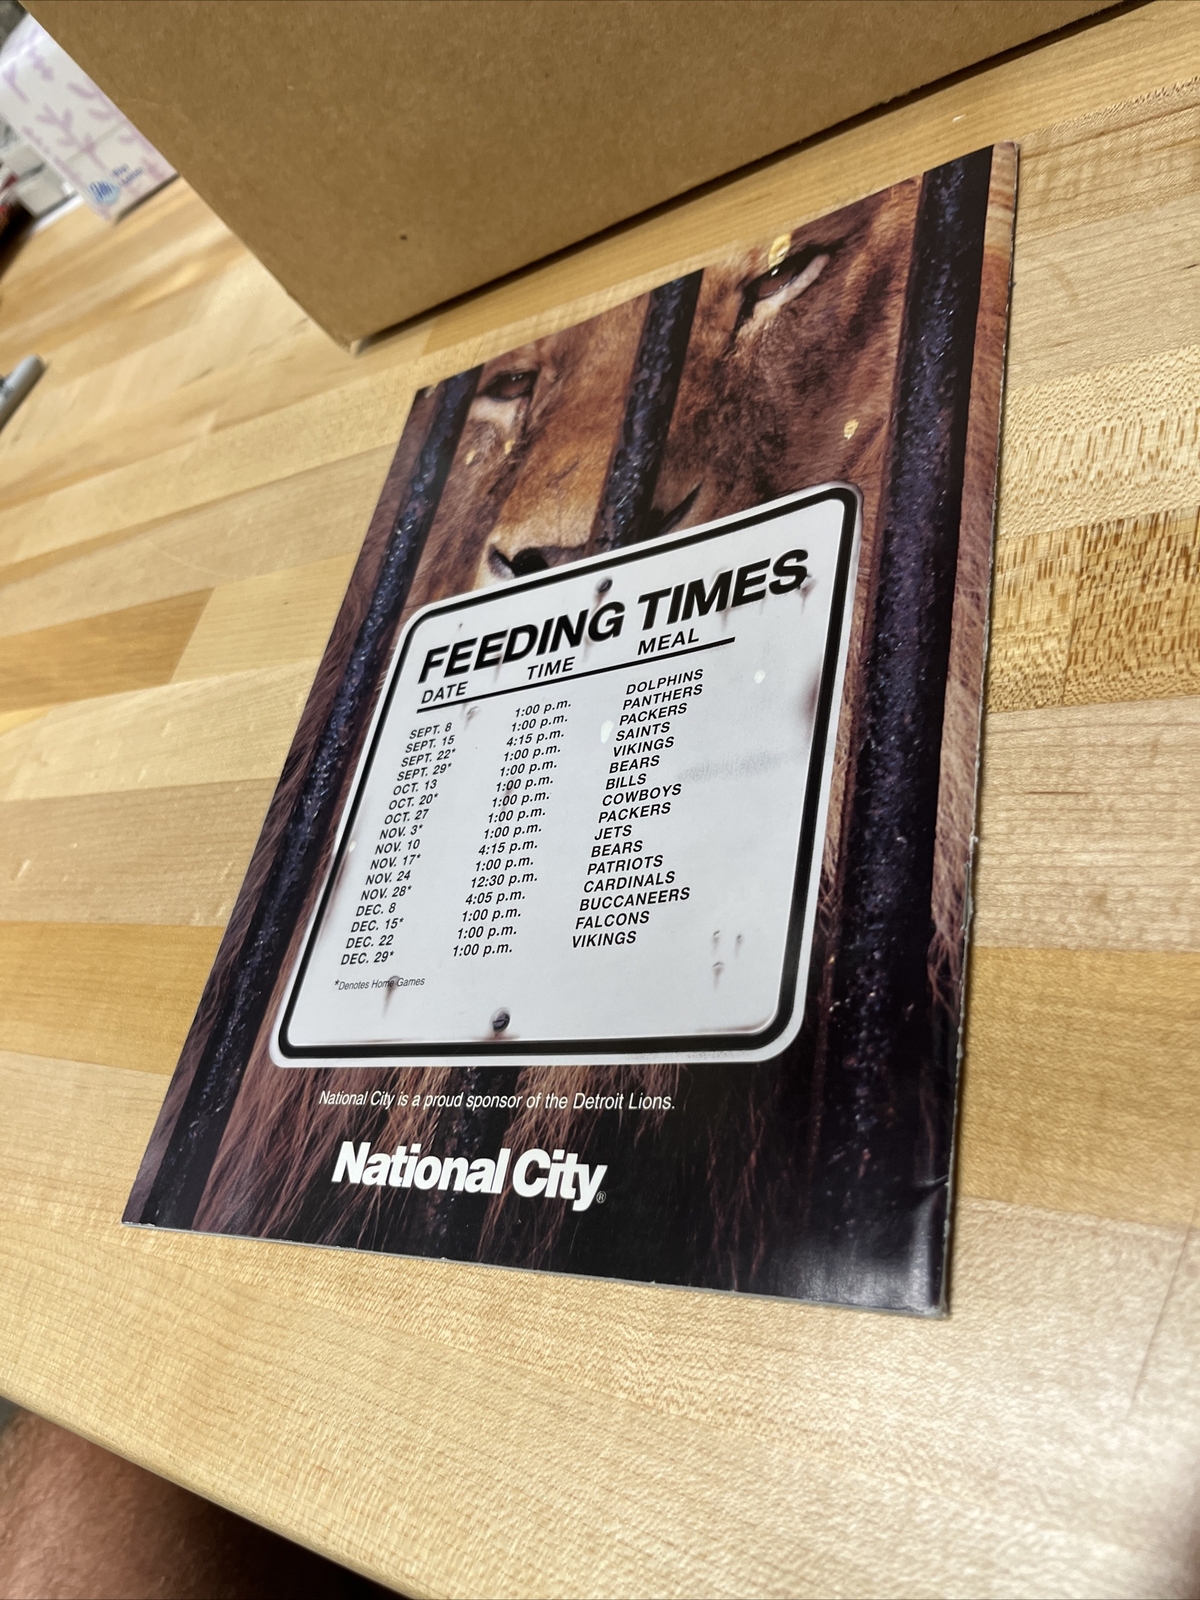 FEEDING TIMES
DATE TIME MEAL
SEPT. 8 1:00 p.m. DOLPHINS
SEPT. 15 1:00 p.m. PANTHERS
SEPT. 22* 4:15 p.m. PACKERS
SEPT. 29* 1:00 p.m. SAINTS
OCT. 13 1:00 p.m. VIKINGS
OCT. 20* 1:00 p.m. BEARS
OCT. 27 1:00 p.m. BILLS
NOV. 3* 1:00 p.m. COWBOYS
NOV. 10 1:00 p.m. PACKERS
NOV. 17* 4:15 p.m. JETS
NOV. 24 1:00 p.m. BEARS
NOV. 28* 12:30 p.m. PATRIOTS
DEC. 8 4:05 p.m. CARDINALS
DEC. 15* 1:00 p.m. BUCCANEERS
DEC. 22 1:00 p.m. FALCONS
DEC. 29* 1:00 p.m. VIKINGS
*Denotes Home Games
National City is a proud sponsor of the Detroit Lions.
National City®